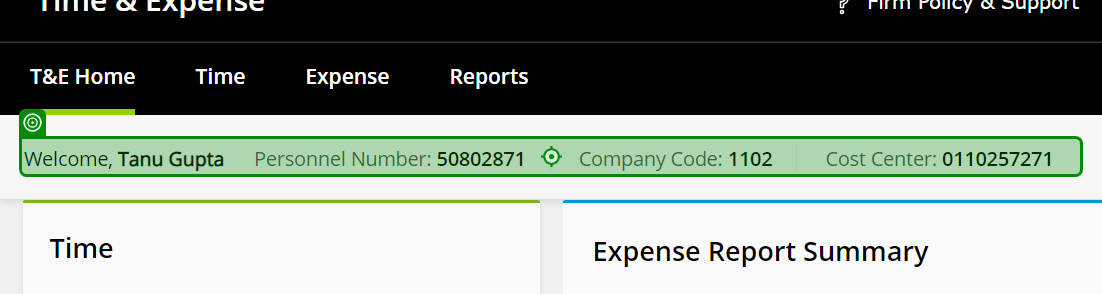 Time & Expense
Firm Policy & Support
T&E Home Time Expense Reports
Welcome, Tanu Gupta Personnel Number: 50802871 Company Code: 1102 Cost Center: 0110257271
Time
Expense Report Summary